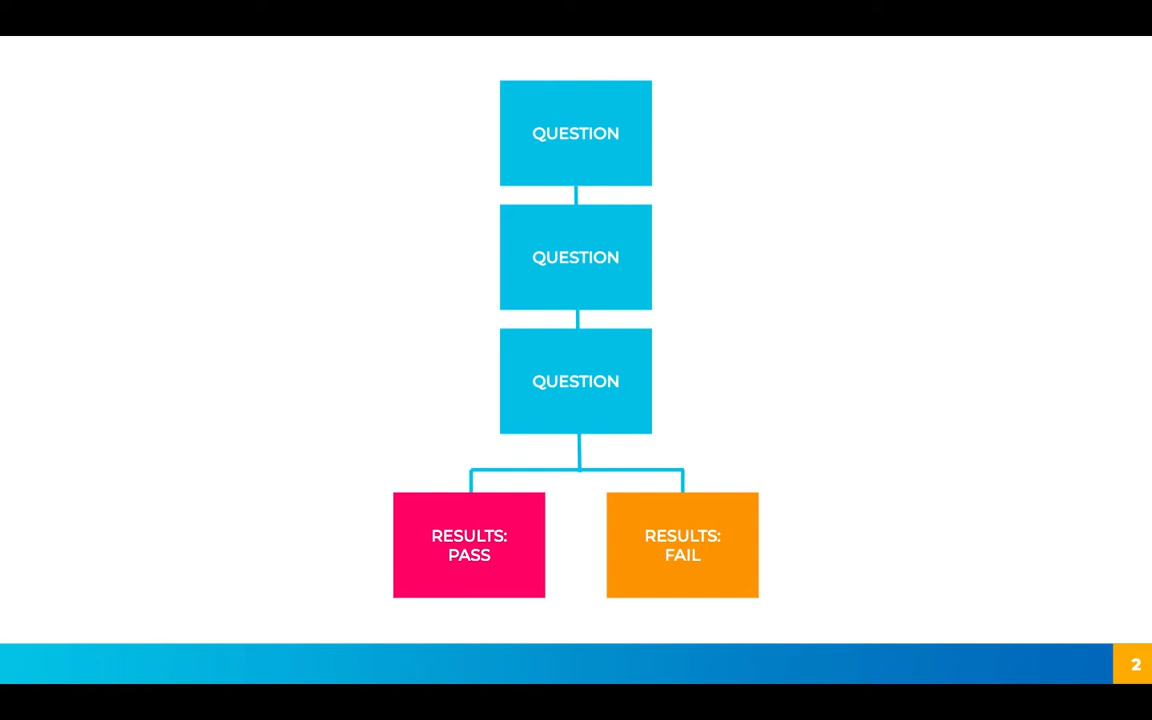 QUESTION
QUESTION
QUESTION
RESULTS:
PASS
RESULTS:
FAIL
2